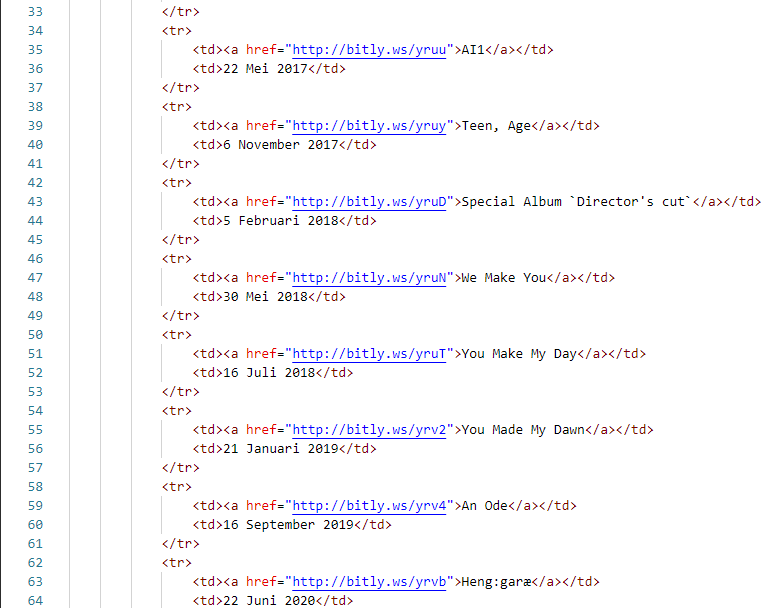 33 </tr>
34 <tr>
35 <td><a href="http://bitly.ws/yruu">AI1</a></td>
36 <td>22 Mei 2017</td>
37 </tr>
38 <tr>
39 <td><a href="http://bitly.ws/yruy">Teen, Age</a></td>
40 <td>6 November 2017</td>
41 </tr>
42 <tr>
43 <td><a href="http://bitly.ws/yruD">Special Album `Director's cut`</a></td>
44 <td>5 Februari 2018</td>
45 </tr>
46 <tr>
47 <td><a href="http://bitly.ws/yruN">We Make You</a></td>
48 <td>30 Mei 2018</td>
49 </tr>
50 <tr>
51 <td><a href="http://bitly.ws/yruT">You Make My Day</a></td>
52 <td>16 Juli 2018</td>
53 </tr>
54 <tr>
55 <td><a href="http://bitly.ws/yrv2">You Made My Dawn</a></td>
56 <td>21 Januari 2019</td>
57 </tr>
58 <tr>
59 <td><a href="http://bitly.ws/yrv4">An Ode</a></td>
60 <td>16 September 2019</td>
61 </tr>
62 <tr>
63 <td><a href="http://bitly.ws/yrvb">Heng:garæ</a></td>
64 <td>22 Juni 2020</td>